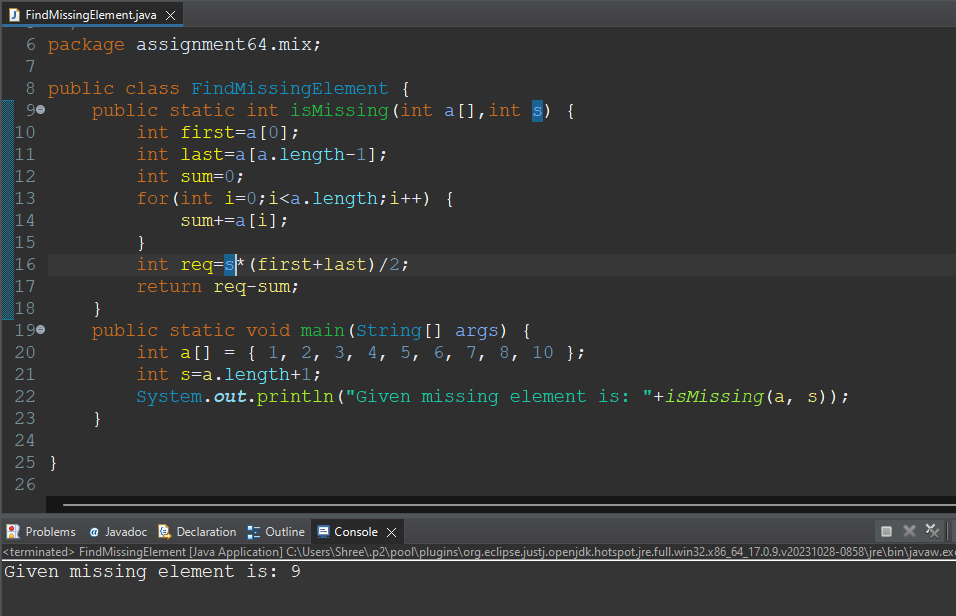 FindMissingElement.java
6 package assignment64.mix;
7
8 public class FindMissingElement {
9 public static int isMissing(int a[],int s) {
10 int first=a[0];
11 int last=a[a.length-1];
12 int sum=0;
13 for(int i=0;i<a.length;i++) {
14 sum+=a[i];
15 }
16 int req=s*(first+last)/2;
17 return req-sum;
18 }
19 public static void main(String[] args) {
20 int a[] = { 1, 2, 3, 4, 5, 6, 7, 8, 10 };
21 int s=a.length+1;
22 System.out.println("Given missing element is: "+isMissing(a, s));
23 }
24
25 }
26
Problems Javadoc Declaration Outline Console
<terminated> FindMissingElement [Java Application] C:\Users\Shree\.p2\pool\plugins\org.eclipse.justj.openjdk.hotspot.jre.full.win32.x86_64_17.0.9.v20231028-0858\jre\bin\javaw.exe
Given missing element is: 9